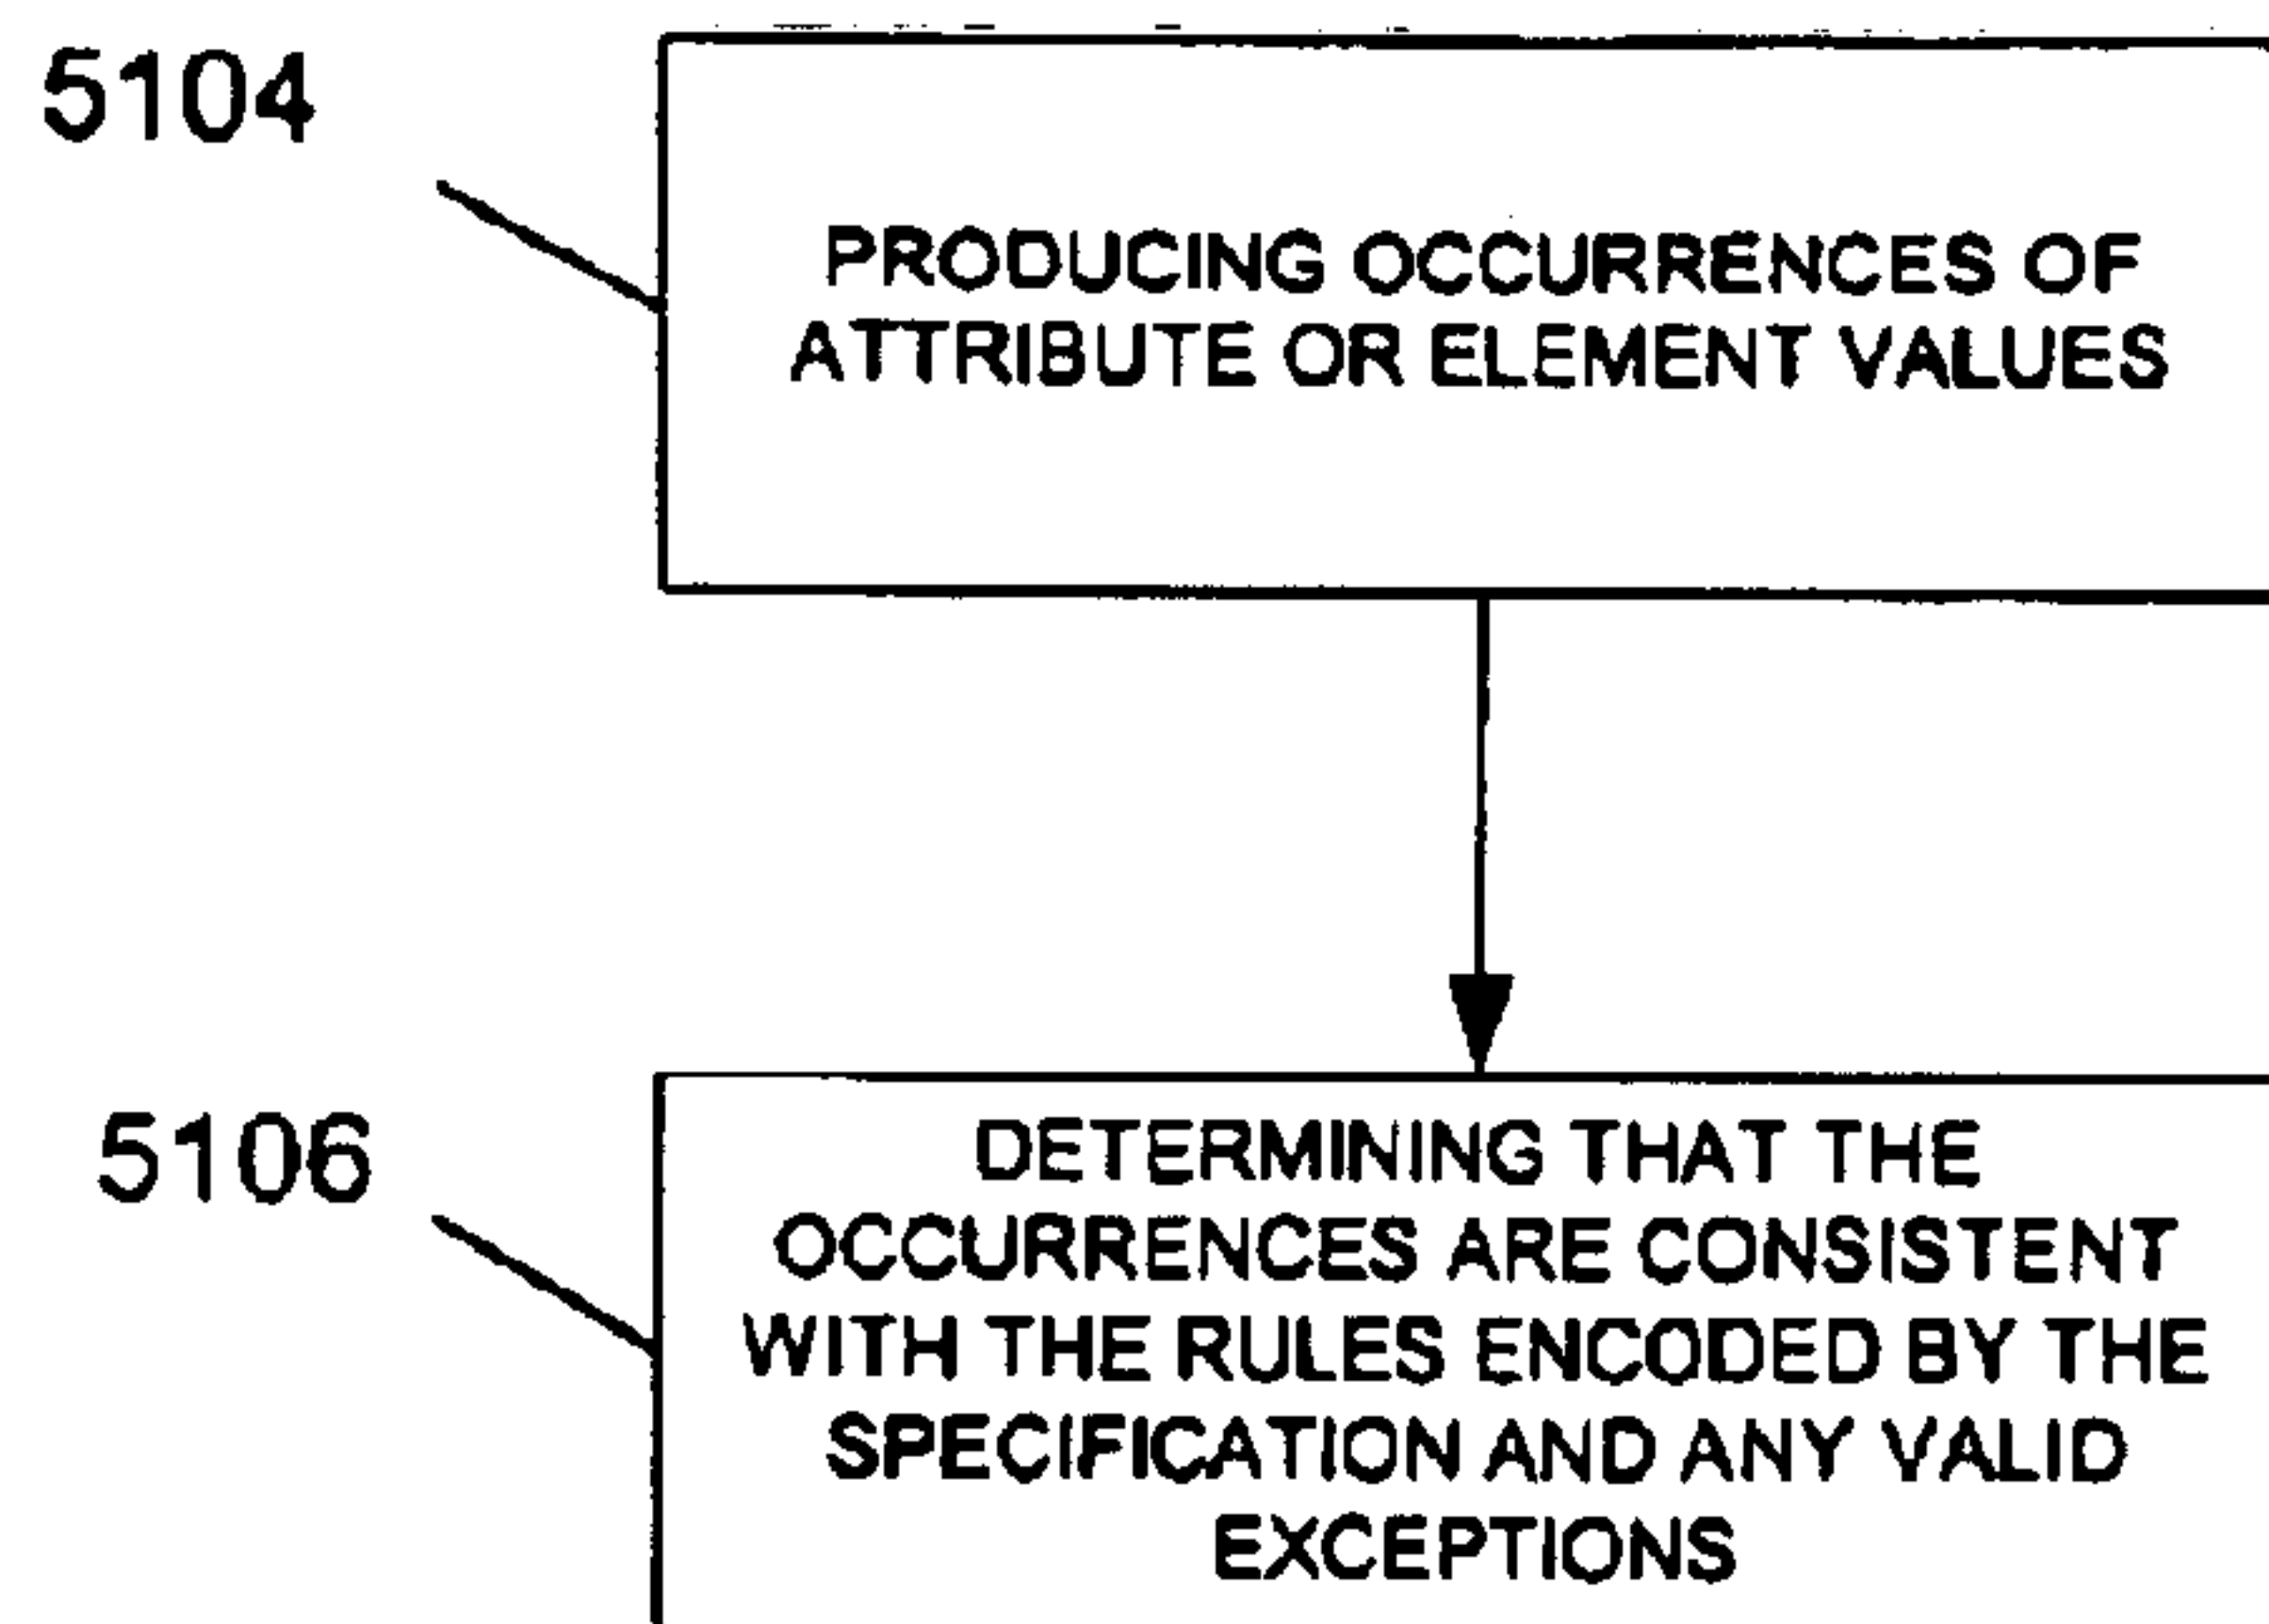 5104
PRODUCING OCCURRENCES OF
ATTRIBUTE OR ELEMENT VALUES
5106
DETERMINING THAT THE
OCCURRENCES ARE CONSISTENT
WITH THE RULES ENCODED BY THE
SPECIFICATION AND ANY VALID
EXCEPTIONS